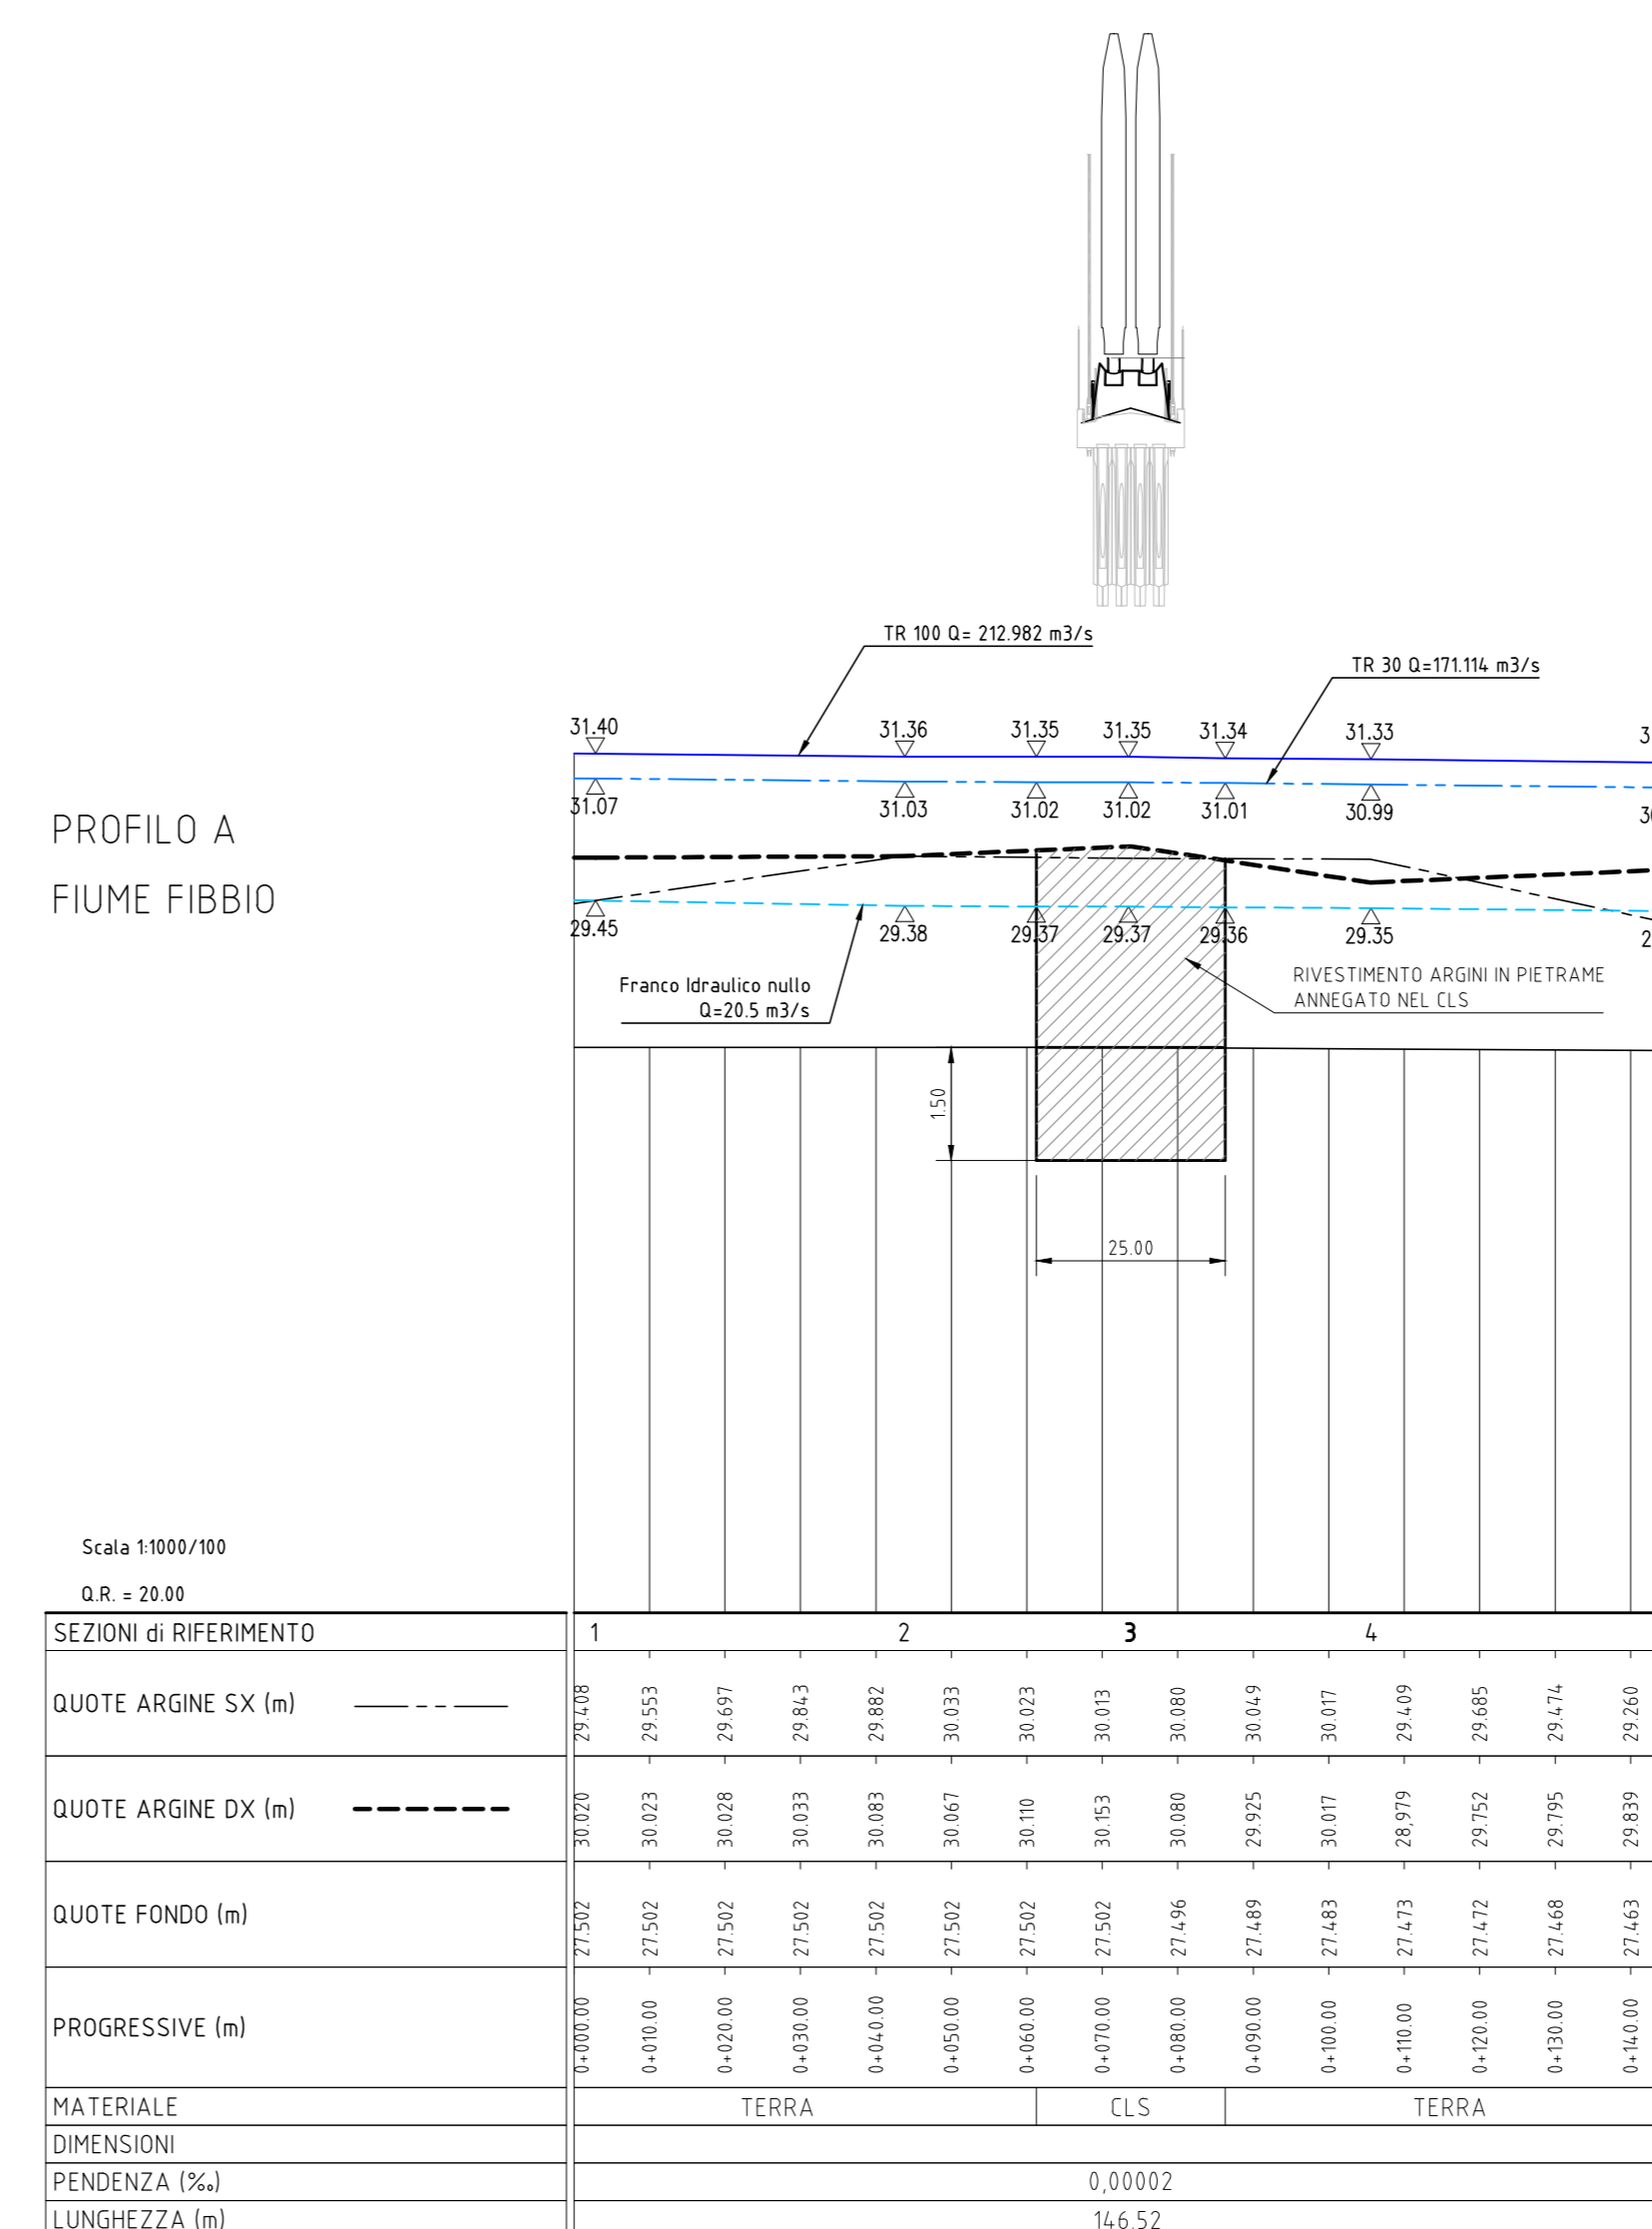 TR 100 Q= 212.982 m3/s
TR 30 Q=171.114 m3/s
31.40 31.36 31.35 31.35 31.34 31.33
31.07 31.03 31.02 31.02 31.01 30.99
PROFILO A
FIUME FIBBIO
29.45 29.38 29.37 29.37 29.36 29.35
Franco Idraulico nullo
Q=20.5 m3/s
RIVESTIMENTO ARGINI IN PIETRAME
ANNEGATO NEL CLS
1.50
25.00
Scala 1:1000/100
Q.R. = 20.00
SEZIONI di RIFERIMENTO 1 2 3 4
QUOTE ARGINE SX (m) 29.408 29.553 29.697 29.843 29.882 30.033 30.023 30.013 30.080 30.049 30.017 29.409 29.685 29.474 29.260
QUOTE ARGINE DX (m) 30.020 30.023 30.028 30.033 30.083 30.067 30.110 30.153 30.080 29.925 30.017 28,979 29.752 29.795 29.839
QUOTE FONDO (m) 27.502 27.502 27.502 27.502 27.502 27.502 27.502 27.502 27.496 27.489 27.483 27.473 27.472 27.468 27.463
PROGRESSIVE (m) 0+000.00 0+010.00 0+020.00 0+030.00 0+040.00 0+050.00 0+060.00 0+070.00 0+080.00 0+090.00 0+100.00 0+110.00 0+120.00 0+130.00 0+140.00
MATERIALE TERRA CLS TERRA
DIMENSIONI
PENDENZA (‰) 0,00002
LUNGHEZZA (m) 146.52